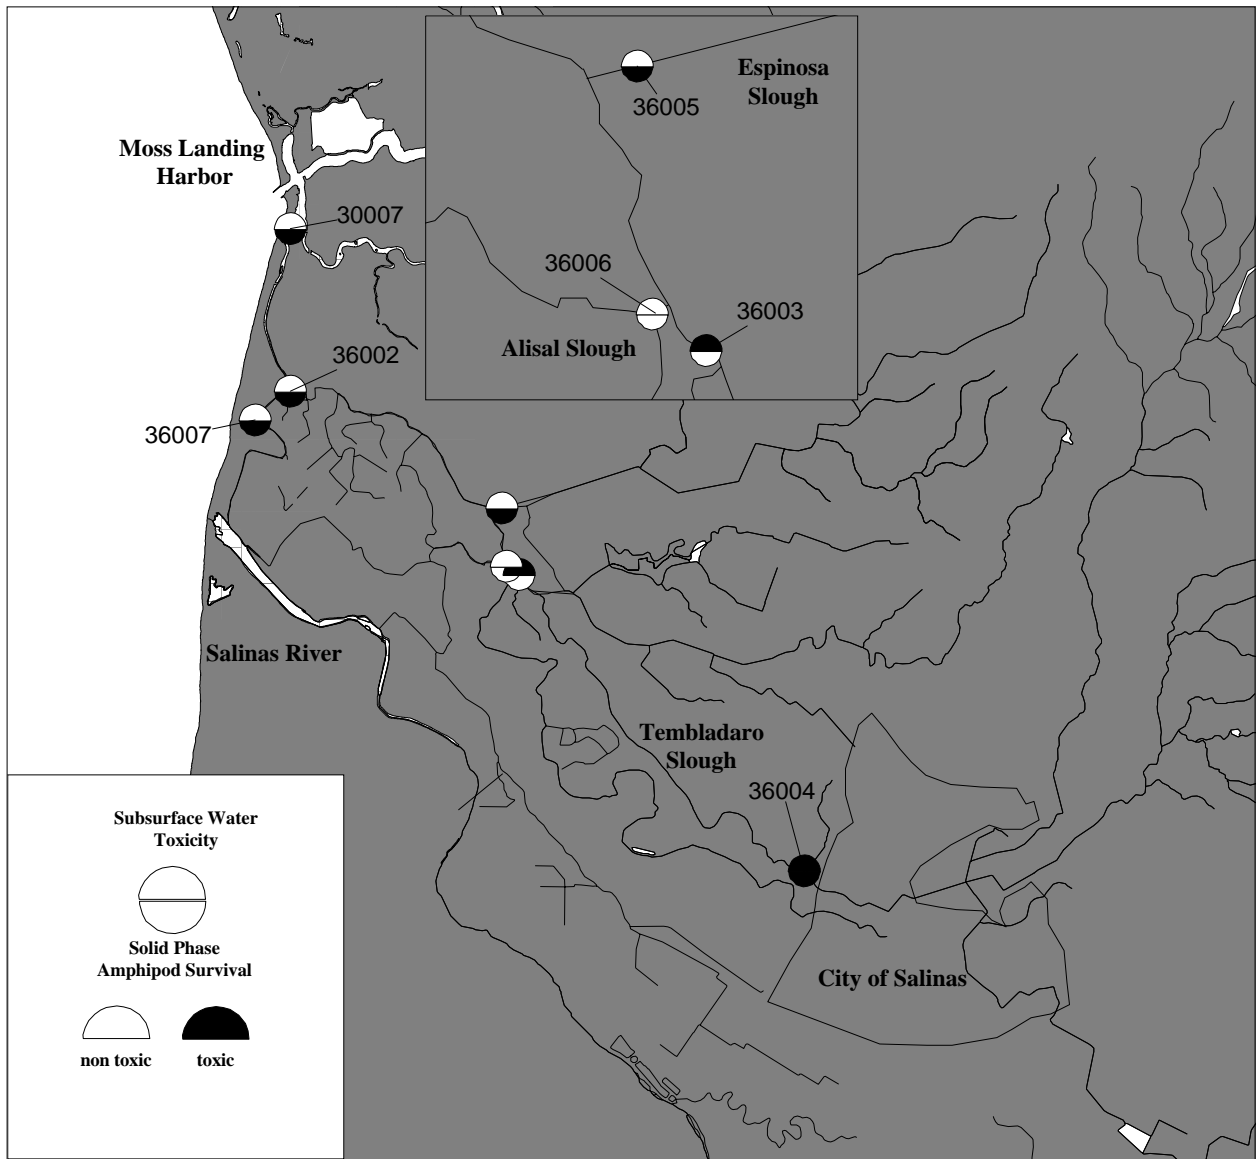 Espinosa
Slough
36005
Moss Landing
Harbor
30007
36006
36003
Alisal Slough
36002
36007
Salinas River
Tembladaro
Slough
36004
Subsurface Water
Toxicity
Solid Phase
Amphipod Survival
non toxic
toxic
City of Salinas